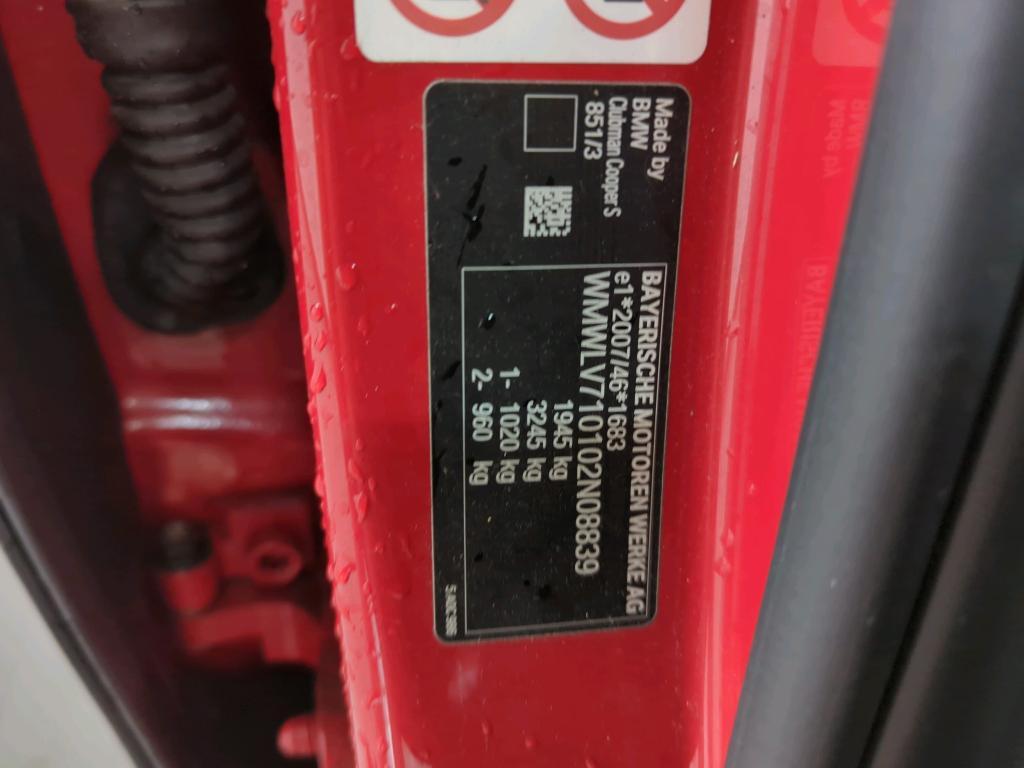 Made by
BMW
Clubman Cooper S
851/3
BAYERISCHE MOTOREN WERKE AG
e1*2007/46*1683
WMWLV710102N08839
1945 kg
3245 kg
1- 1020 kg
2- 960 kg